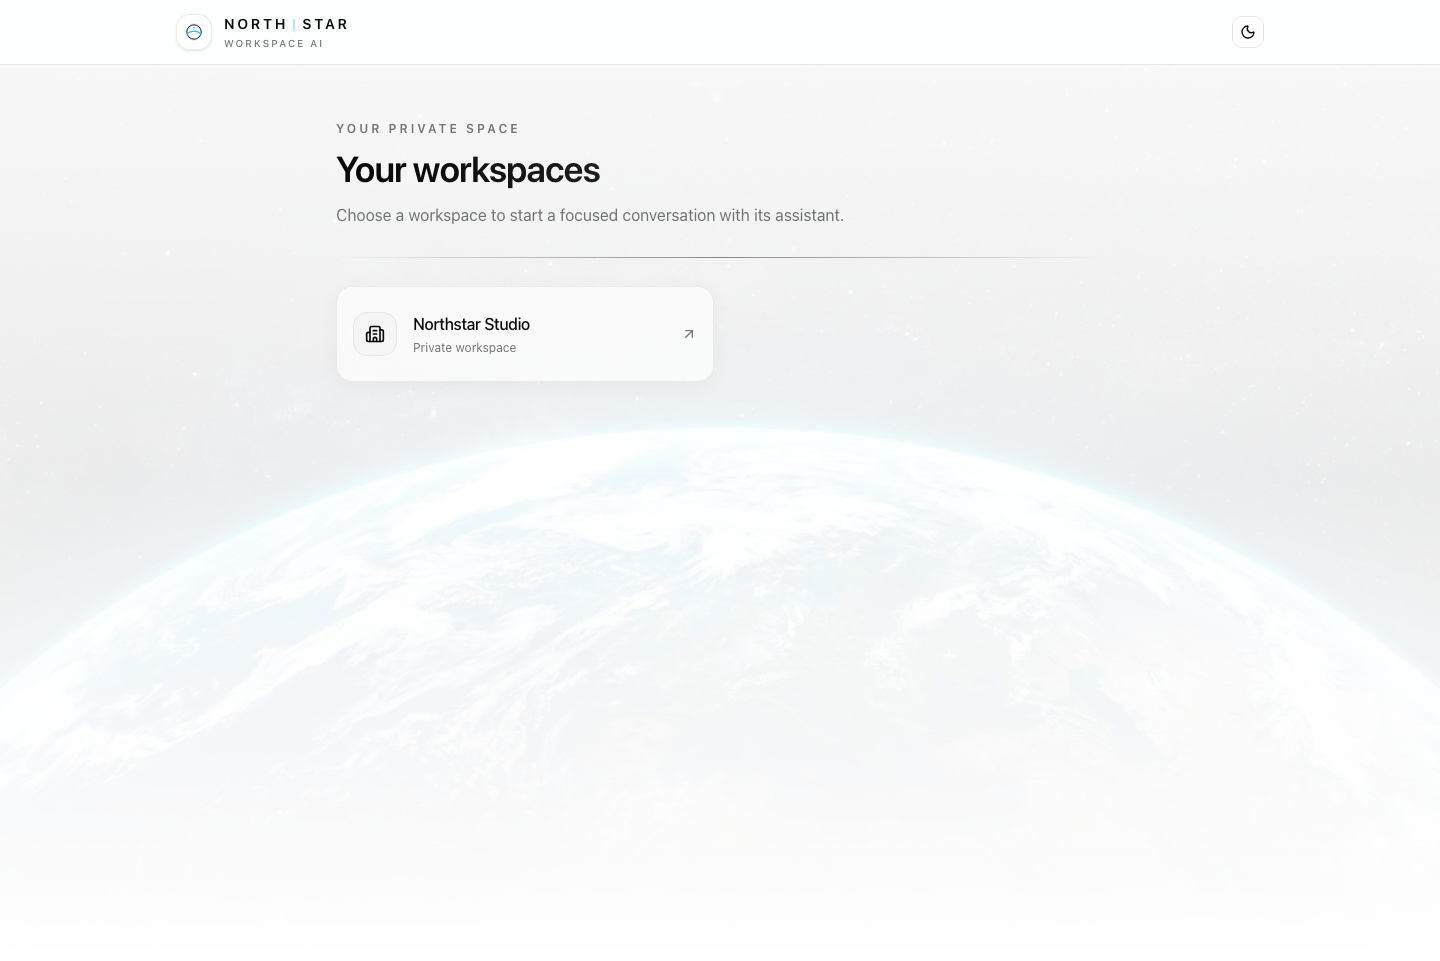 NORTH | STAR
WORKSPACE AI
YOUR PRIVATE SPACE
Your workspaces
Choose a workspace to start a focused conversation with its assistant.
Northstar Studio
Private workspace